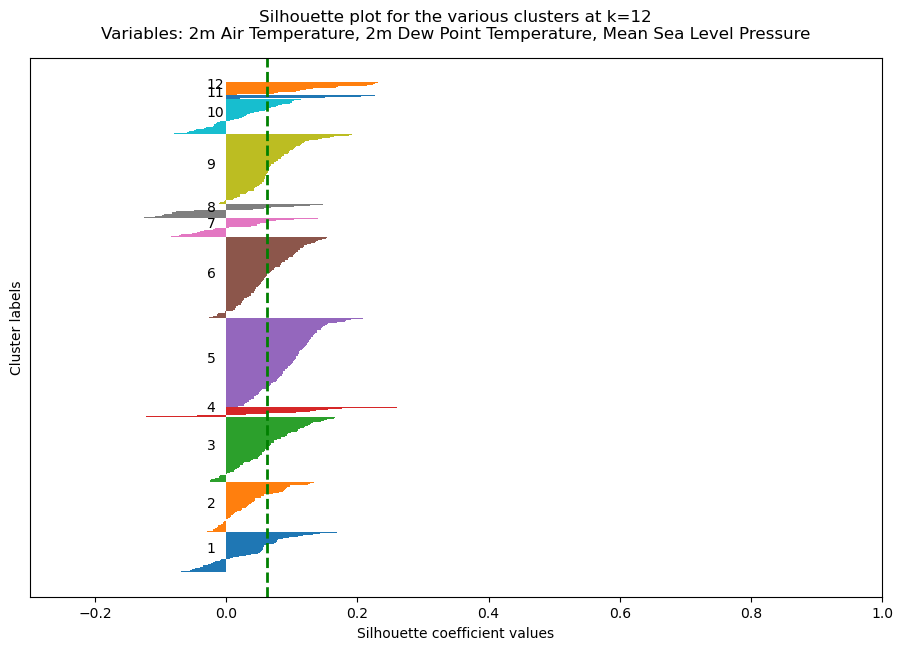 Silhouette plot for the various clusters at k=12
Variables: 2m Air Temperature, 2m Dew Point Temperature, Mean Sea Level Pressure
Cluster labels
12
11
10
9
8
7
6
5
4
3
2
1
−0.2 0.0 0.2 0.4 0.6 0.8 1.0
Silhouette coefficient values